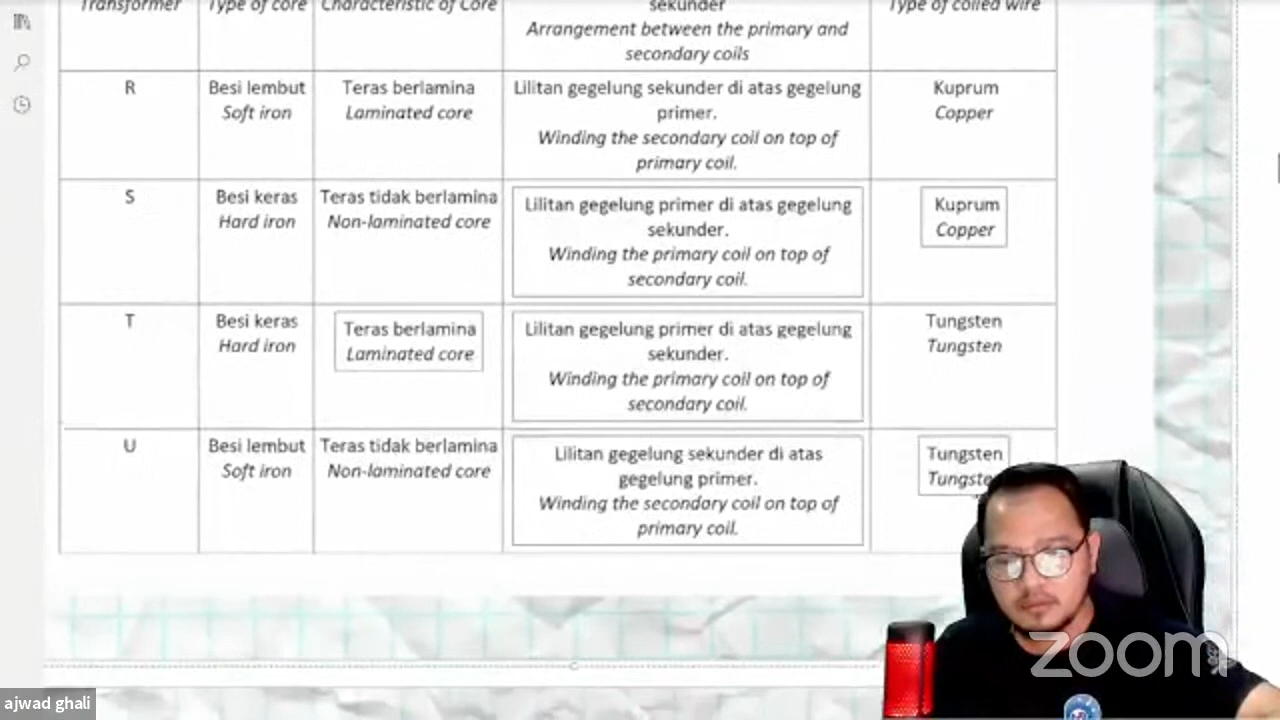 Transformer
Type of core
Characteristic of Core
sekunder
Arrangement between the primary and
secondary coils
Type of coiled wire
R
Besi lembut
Soft iron
Teras berlamina
Laminated core
Lilitan gegelung sekunder di atas gegelung
primer.
Winding the secondary coil on top of
primary coil.
Kuprum
Copper
S
Besi keras
Hard iron
Teras tidak berlamina
Non-laminated core
Lilitan gegelung primer di atas gegelung
sekunder.
Winding the primary coil on top of
secondary coil.
Kuprum
Copper
T
Besi keras
Hard iron
Teras berlamina
Laminated core
Lilitan gegelung primer di atas gegelung
sekunder.
Winding the primary coil on top of
secondary coil.
Tungsten
Tungsten
U
Besi lembut
Soft iron
Teras tidak berlamina
Non-laminated core
Lilitan gegelung sekunder di atas
gegelung primer.
Winding the secondary coil on top of
primary coil.
Tungsten
Tungste
zoom
ajwad ghali